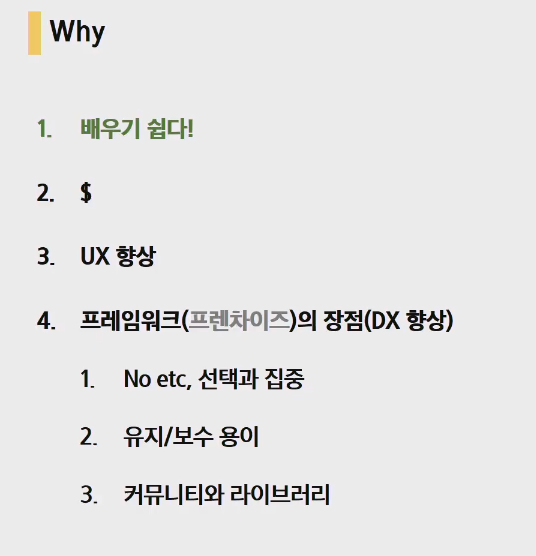 Why
1. 배우기 쉽다!
2. $
3. UX 향상
4. 프레임워크(프렌차이즈)의 장점(DX 향상)
1. No etc, 선택과 집중
2. 유지/보수 용이
3. 커뮤니티와 라이브러리